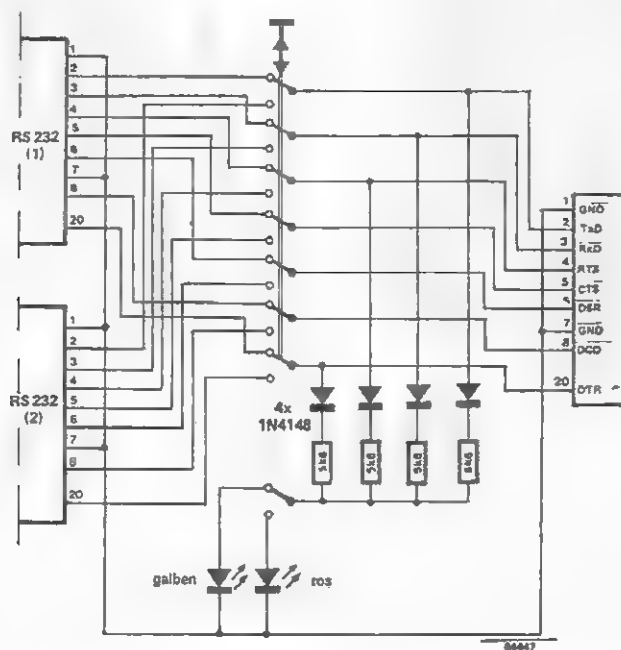 1
2
3
4
5
6
7
8
20
RS 232
(1)
1
2
3
4
5
6
7
8
20
RS 232
(2)
1 GND
2 TxD
3 RxD
4 RTS
5 CTS
6 DSR
7 GND
8 DCD
20 DTR
4x
1N4148
5k6
5k6
5k6
5k6
galben
ros